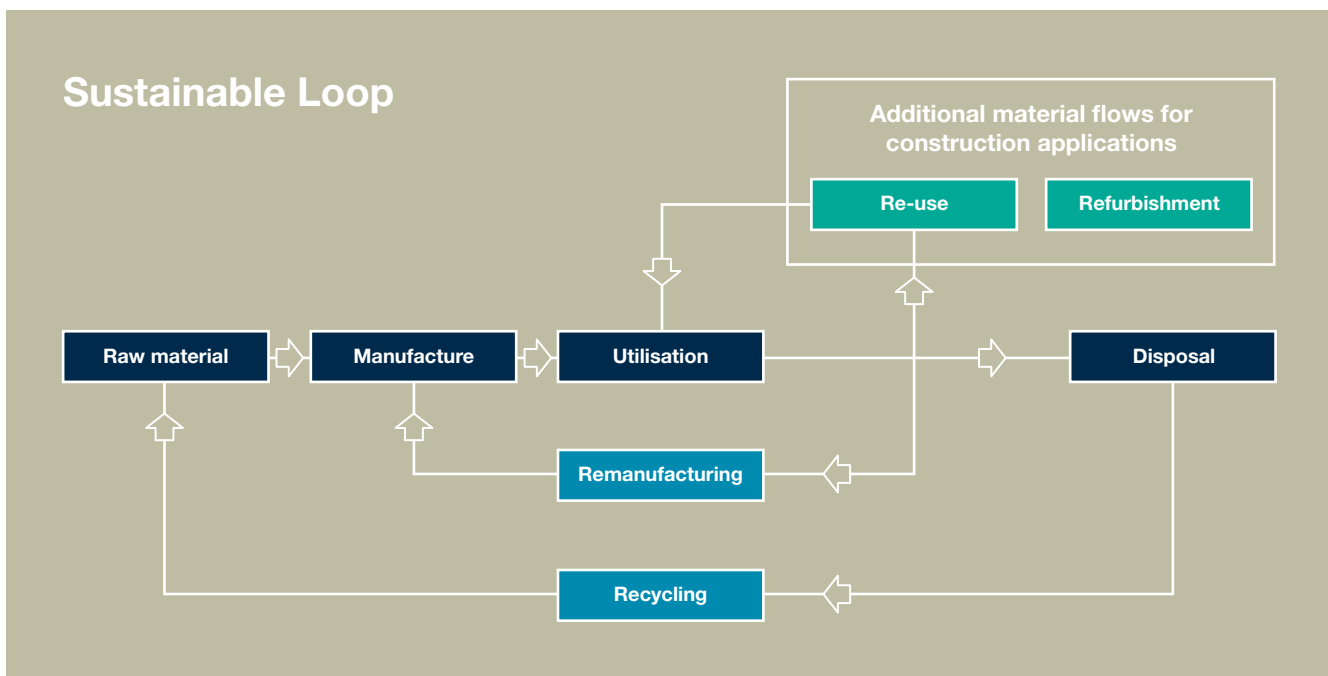 Sustainable Loop
Additional material flows for
construction applications
Re-use
Refurbishment
Raw material
Manufacture
Utilisation
Disposal
Remanufacturing
Recycling